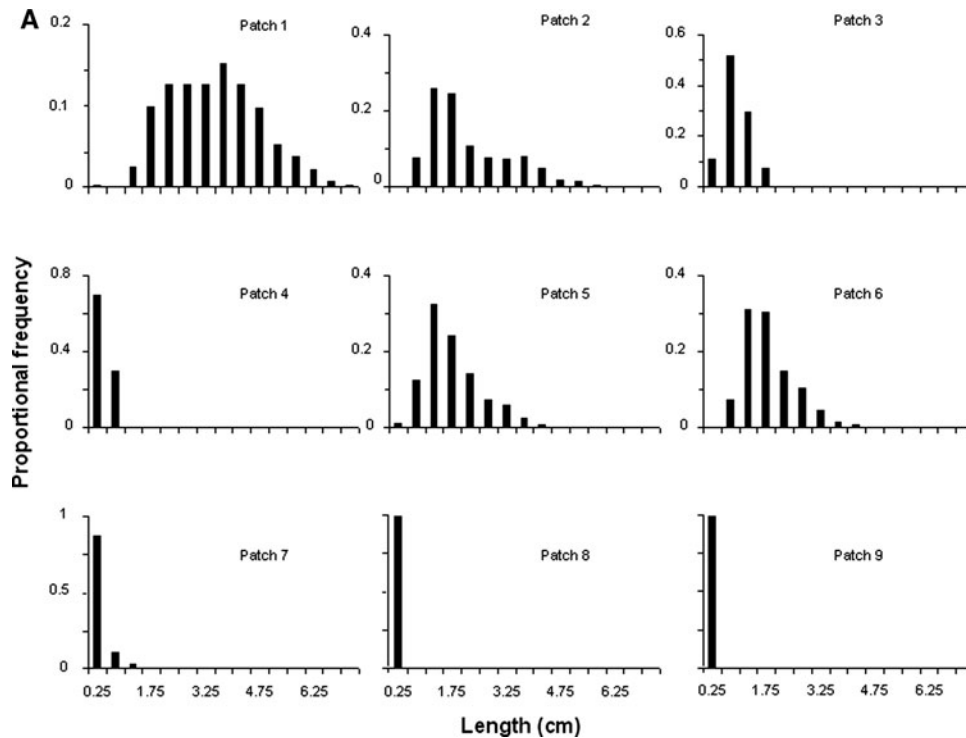 A
Patch 1
Patch 2
Patch 3
0.2
0.1
0
0.4
0.2
0
0.6
0.4
0.2
0
Proportional frequency
Patch 4
Patch 5
Patch 6
0.8
0.4
0
0.4
0.2
0
0.4
0.2
0
Patch 7
Patch 8
Patch 9
1
0.5
0
0.25 1.75 3.25 4.75 6.25
0.25 1.75 3.25 4.75 6.25
0.25 1.75 3.25 4.75 6.25
Length (cm)